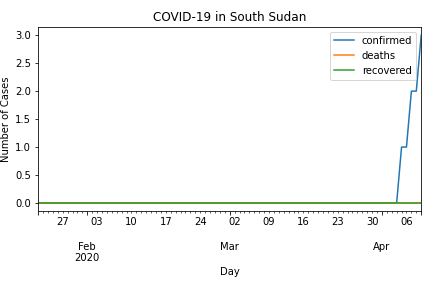 COVID-19 in South Sudan
confirmed
deaths
recovered
Number of Cases
3.0
2.5
2.0
1.5
1.0
0.5
0.0
27 03 10 17 24 02 09 16 23 30 06
Feb Mar Apr
2020
Day